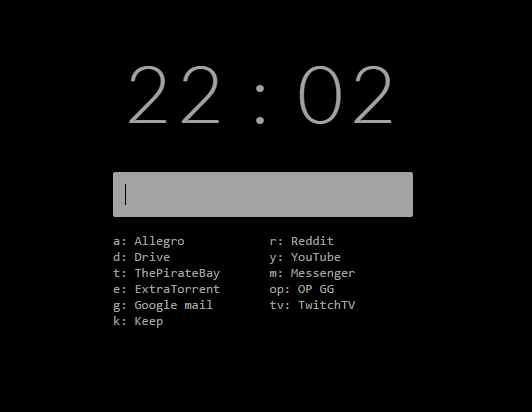 22 : 02
a: Allegro
d: Drive
t: ThePirateBay
e: ExtraTorrent
g: Google mail
k: Keep
r: Reddit
y: YouTube
m: Messenger
op: OP GG
tv: TwitchTV